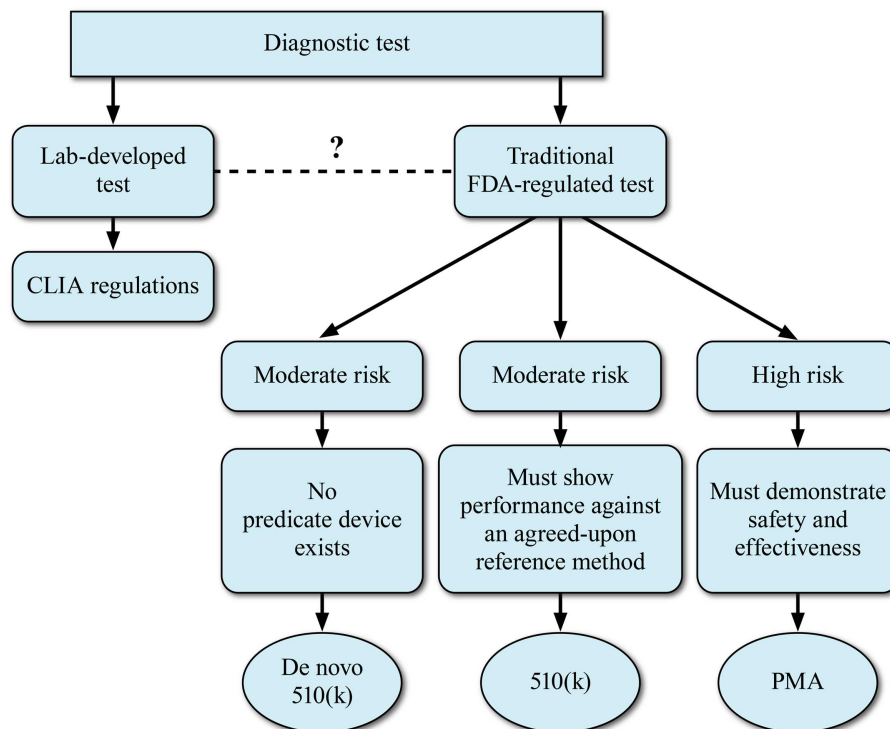 Diagnostic test
?
Lab-developed
test
Traditional
FDA-regulated test
CLIA regulations
Moderate risk
Moderate risk
High risk
No
predicate device
exists
Must show
performance against
an agreed-upon
reference method
Must demonstrate
safety and
effectiveness
De novo
510(k)
510(k)
PMA